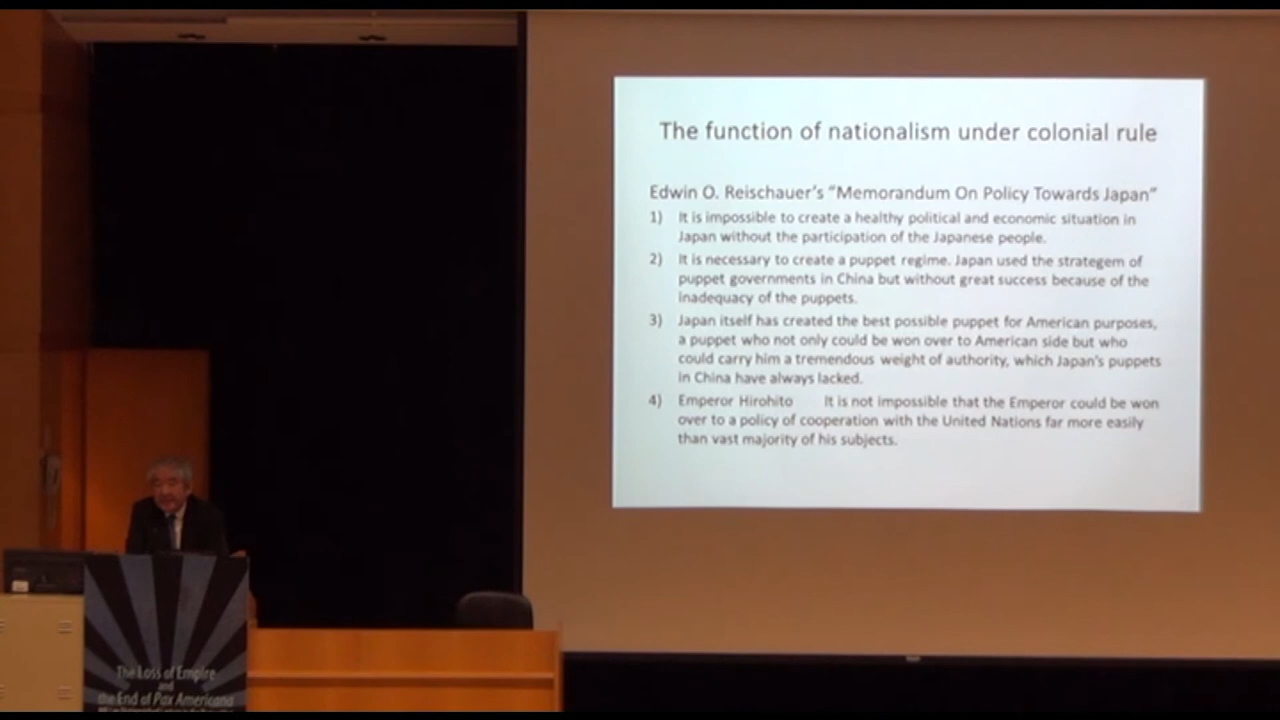 The function of nationalism under colonial rule
Edwin O. Reischauer's "Memorandum On Policy Towards Japan"
1) It is impossible to create a healthy political and economic situation in
Japan without the participation of the Japanese people.
2) It is necessary to create a puppet regime. Japan used the strategem of
puppet governments in China but without great success because of the
inadequacy of the puppets.
3) Japan itself has created the best possible puppet for American purposes,
a puppet who not only could be won over to American side but who
could carry him a tremendous weight of authority, which Japan's puppets
in China have always lacked.
4) Emperor Hirohito It is not impossible that the Emperor could be won
over to a policy of cooperation with the United Nations far more easily
than vast majority of his subjects.
The Loss of Empire
and
the End of Pax Americana